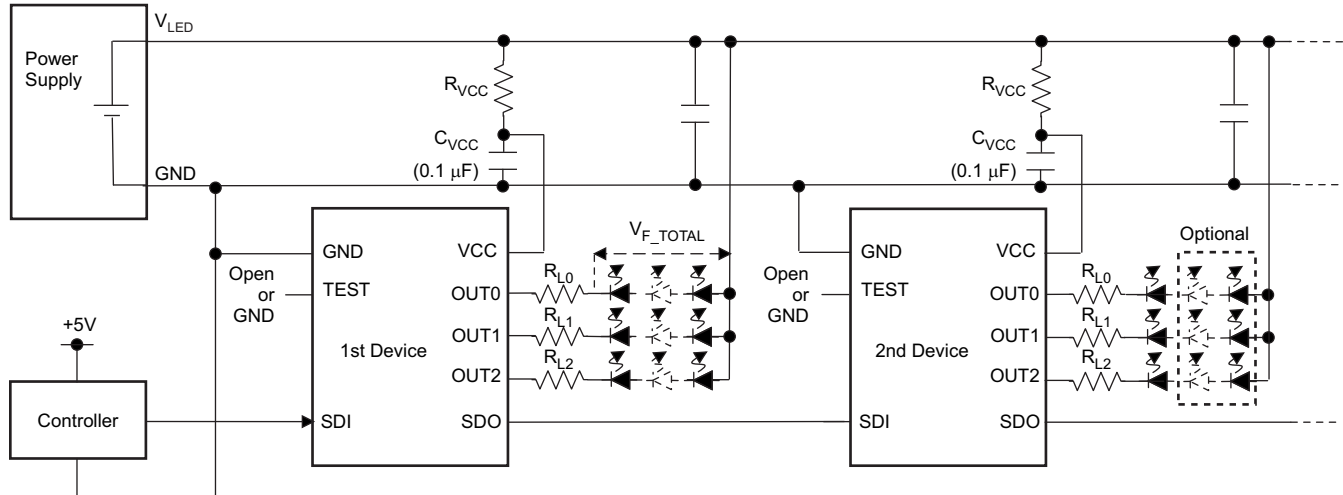 V_LED
Power
Supply
R_VCC
C_VCC
(0.1 μF)
GND
R_VCC
C_VCC
(0.1 μF)
GND
VCC
V_F_TOTAL
Open
or
GND
TEST
OUT0
R_L0
OUT1
R_L1
1st Device
OUT2
R_L2
SDI
SDO
GND
VCC
Optional
Open
or
GND
TEST
OUT0
R_L0
OUT1
R_L1
2nd Device
OUT2
R_L2
SDI
SDO
+5V
Controller